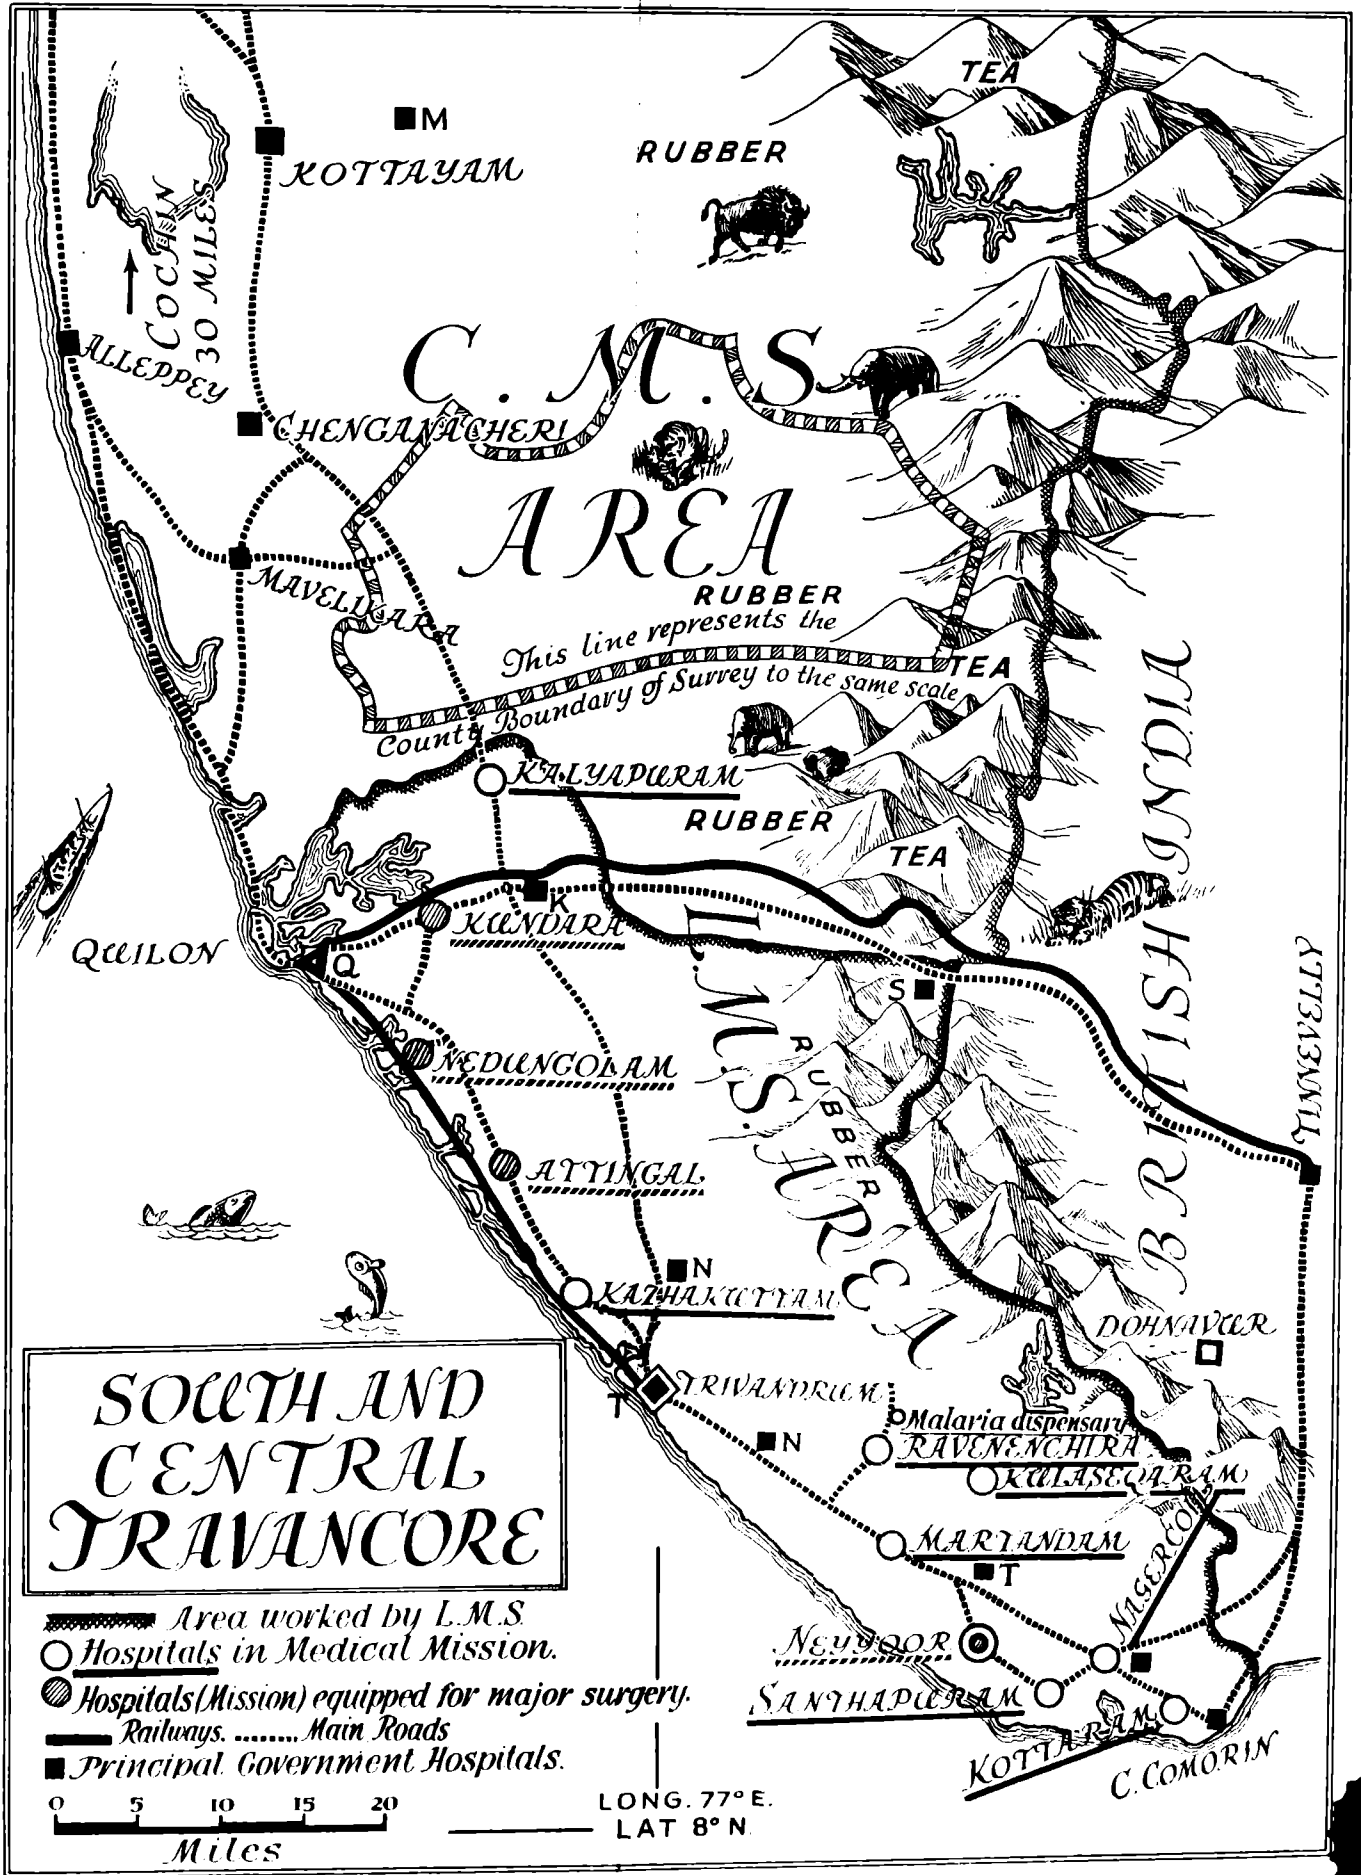 TEA
M
RUBBER
KOTTAYAM
COCHIN
30 MILES
ALLEPPEY
C.M.S
CHENGANACHERI
AREA
RUBBER
MAVELIKARA
This line represents the
County Boundary of Surrey to the same scale
TEA
KALYAPURAM
RUBBER
TEA
BRITISH INDIA
K
KUNDARA
QUILON
Q
S
TINNEVELLY
L.M.S. AREA
RUBBER
NEDUNGOLAM
ATTINGAL
N
KAZHAKUTTAM
DOHNAVUR
T
TRIVANDRUM
Malaria dispensary
N
RAVENENCHIRA
KULASEGARAM
MARTANDAM
T
NAGERCOIL
NEYYOOR
SANTHAPURAM
KOTTARAM
C. COMORIN
SOUTH AND
CENTRAL
TRAVANCORE
Area worked by L.M.S.
Hospitals in Medical Mission.
Hospitals (Mission) equipped for major surgery.
Railways. ........ Main Roads
Principal Government Hospitals.
0 5 10 15 20
Miles
LONG. 77° E.
LAT 8° N.